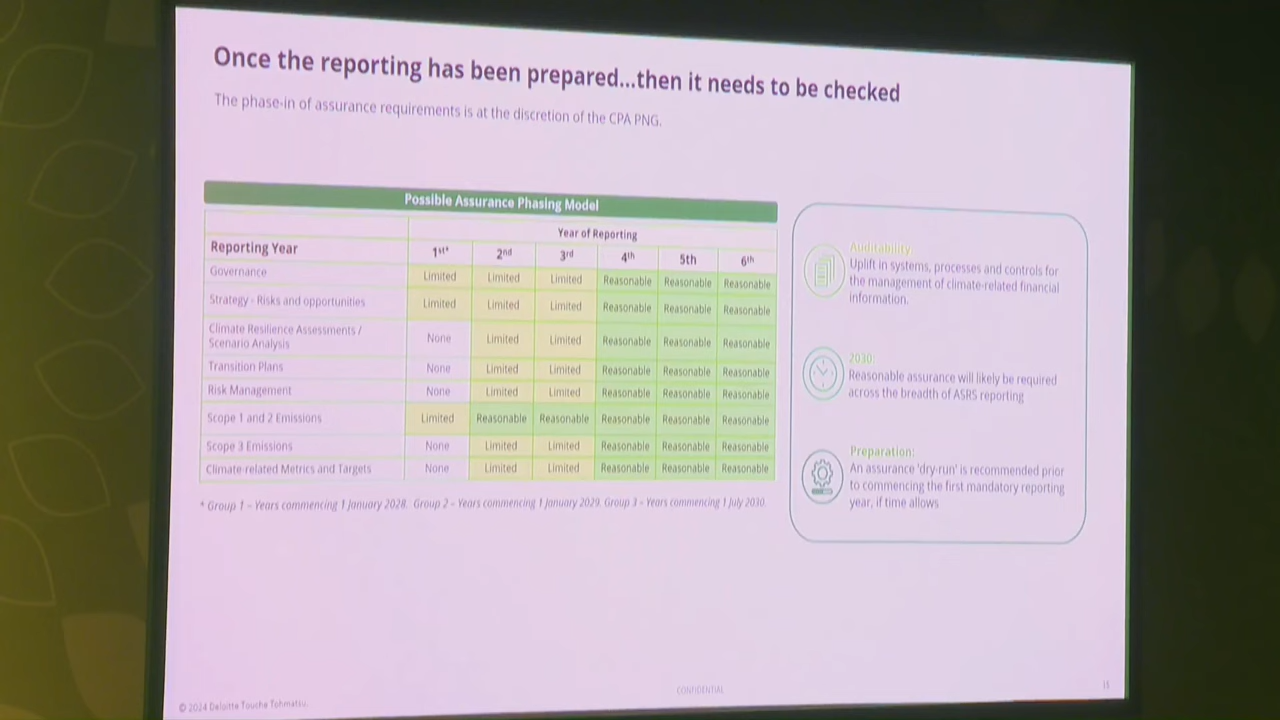 Once the reporting has been prepared...then it needs to be checked
The phase-in of assurance requirements is at the discretion of the CPA PNG.
Possible Assurance Phasing Model
Year of Reporting
Reporting Year 1st* 2nd 3rd 4th 5th 6th
Governance Limited Limited Limited Reasonable Reasonable Reasonable
Strategy - Risks and opportunities Limited Limited Limited Reasonable Reasonable Reasonable
Climate Resilience Assessments /
Scenario Analysis None Limited Limited Reasonable Reasonable Reasonable
Transition Plans None Limited Limited Reasonable Reasonable Reasonable
Risk Management None Limited Limited Reasonable Reasonable Reasonable
Scope 1 and 2 Emissions Limited Reasonable Reasonable Reasonable Reasonable Reasonable
Scope 3 Emissions None Limited Limited Reasonable Reasonable Reasonable
Climate-related Metrics and Targets None Limited Limited Reasonable Reasonable Reasonable
* Group 1 – Years commencing 1 January 2028. Group 2 – Years commencing 1 January 2029. Group 3 – Years commencing 1 July 2030.
Auditability:
Uplift in systems, processes and controls for
the management of climate-related financial
information.
2030:
Reasonable assurance will likely be required
across the breadth of ASRS reporting
Preparation:
An assurance 'dry-run' is recommended prior
to commencing the first mandatory reporting
year, if time allows
© 2024 Deloitte Touche Tohmatsu.
CONFIDENTIAL